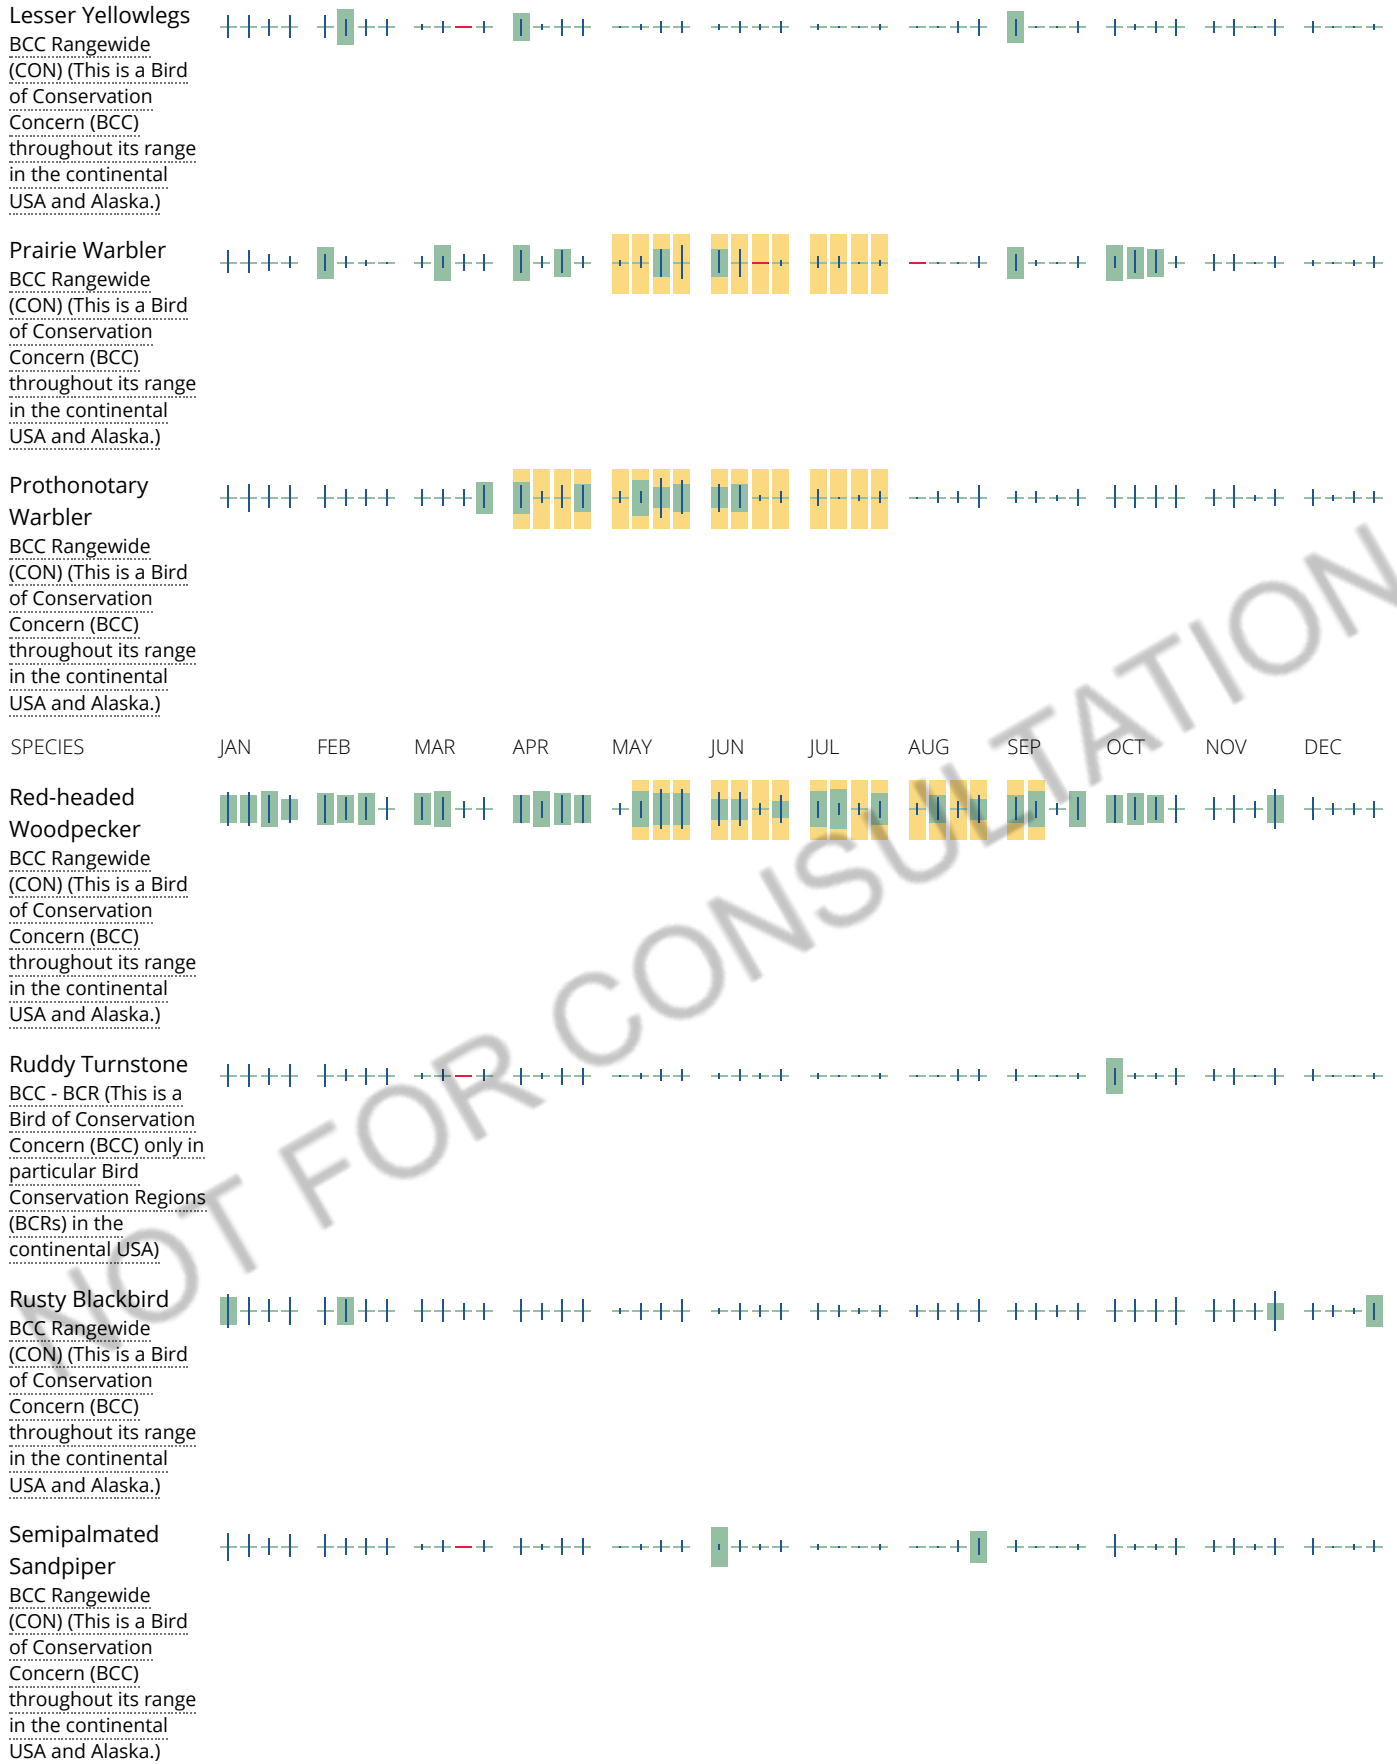 Lesser Yellowlegs
BCC Rangewide
(CON) (This is a Bird
of Conservation
Concern (BCC)
throughout its range
in the continental
USA and Alaska.)
Prairie Warbler
BCC Rangewide
(CON) (This is a Bird
of Conservation
Concern (BCC)
throughout its range
in the continental
USA and Alaska.)
Prothonotary
Warbler
BCC Rangewide
(CON) (This is a Bird
of Conservation
Concern (BCC)
throughout its range
in the continental
USA and Alaska.)
SPECIES JAN FEB MAR APR MAY JUN JUL AUG SEP OCT NOV DEC
Red-headed
Woodpecker
BCC Rangewide
(CON) (This is a Bird
of Conservation
Concern (BCC)
throughout its range
in the continental
USA and Alaska.)
Ruddy Turnstone
BCC - BCR (This is a
Bird of Conservation
Concern (BCC) only in
particular Bird
Conservation Regions
(BCRs) in the
continental USA)
Rusty Blackbird
BCC Rangewide
(CON) (This is a Bird
of Conservation
Concern (BCC)
throughout its range
in the continental
USA and Alaska.)
Semipalmated
Sandpiper
BCC Rangewide
(CON) (This is a Bird
of Conservation
Concern (BCC)
throughout its range
in the continental
USA and Alaska.)
NOT FOR CONSULTATION